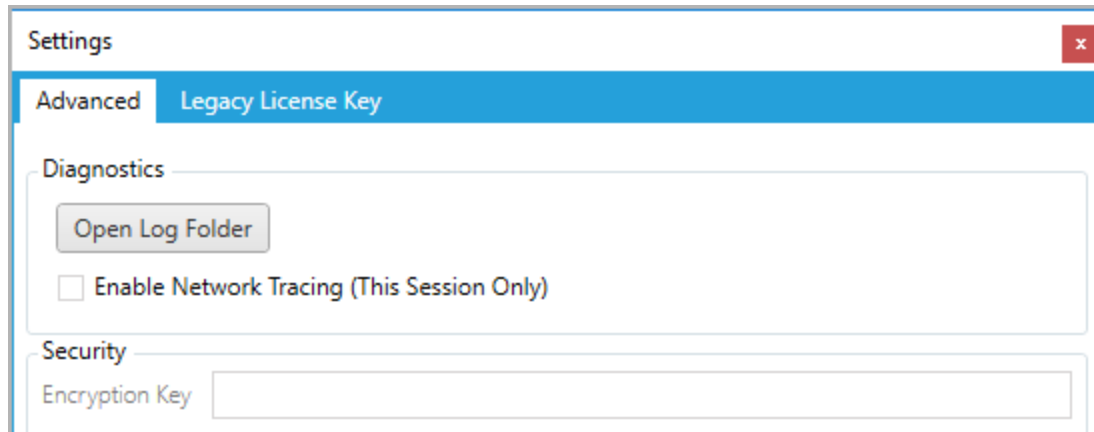 Settings
x
Advanced
Legacy License Key
Diagnostics
Open Log Folder
Enable Network Tracing (This Session Only)
Security
Encryption Key